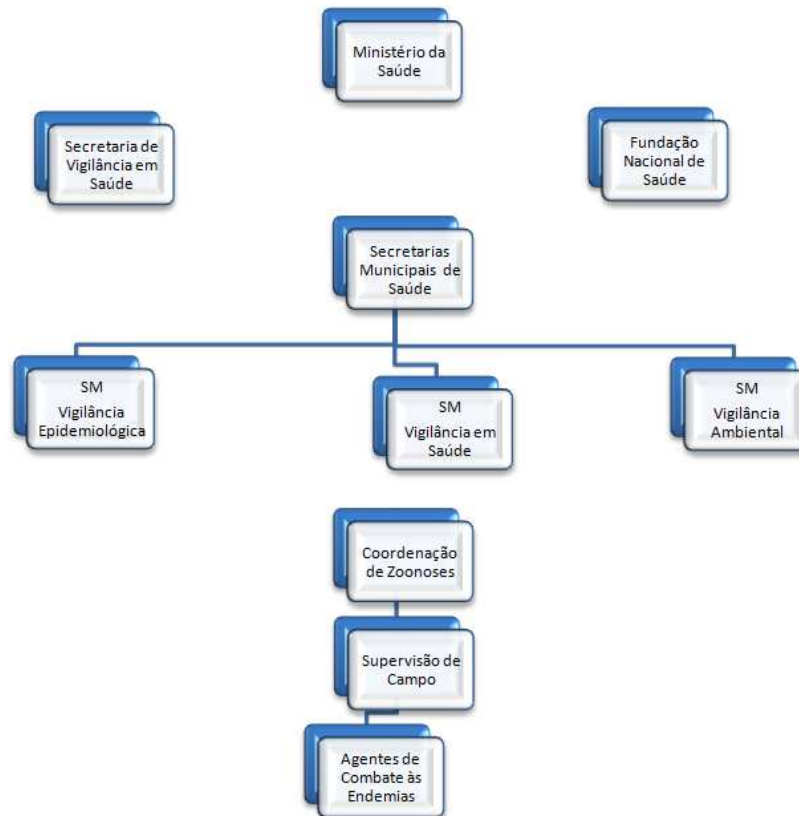 Ministério da
Saúde
Secretaria de
Vigilância em
Saúde
Fundação
Nacional de
Saúde
Secretarias
Municipais de
Saúde
SM
Vigilância
Epidemiológica
SM
Vigilância em
Saúde
SM
Vigilância
Ambiental
Coordenação
de Zoonoses
Supervisão de
Campo
Agentes de
Combate às
Endemias